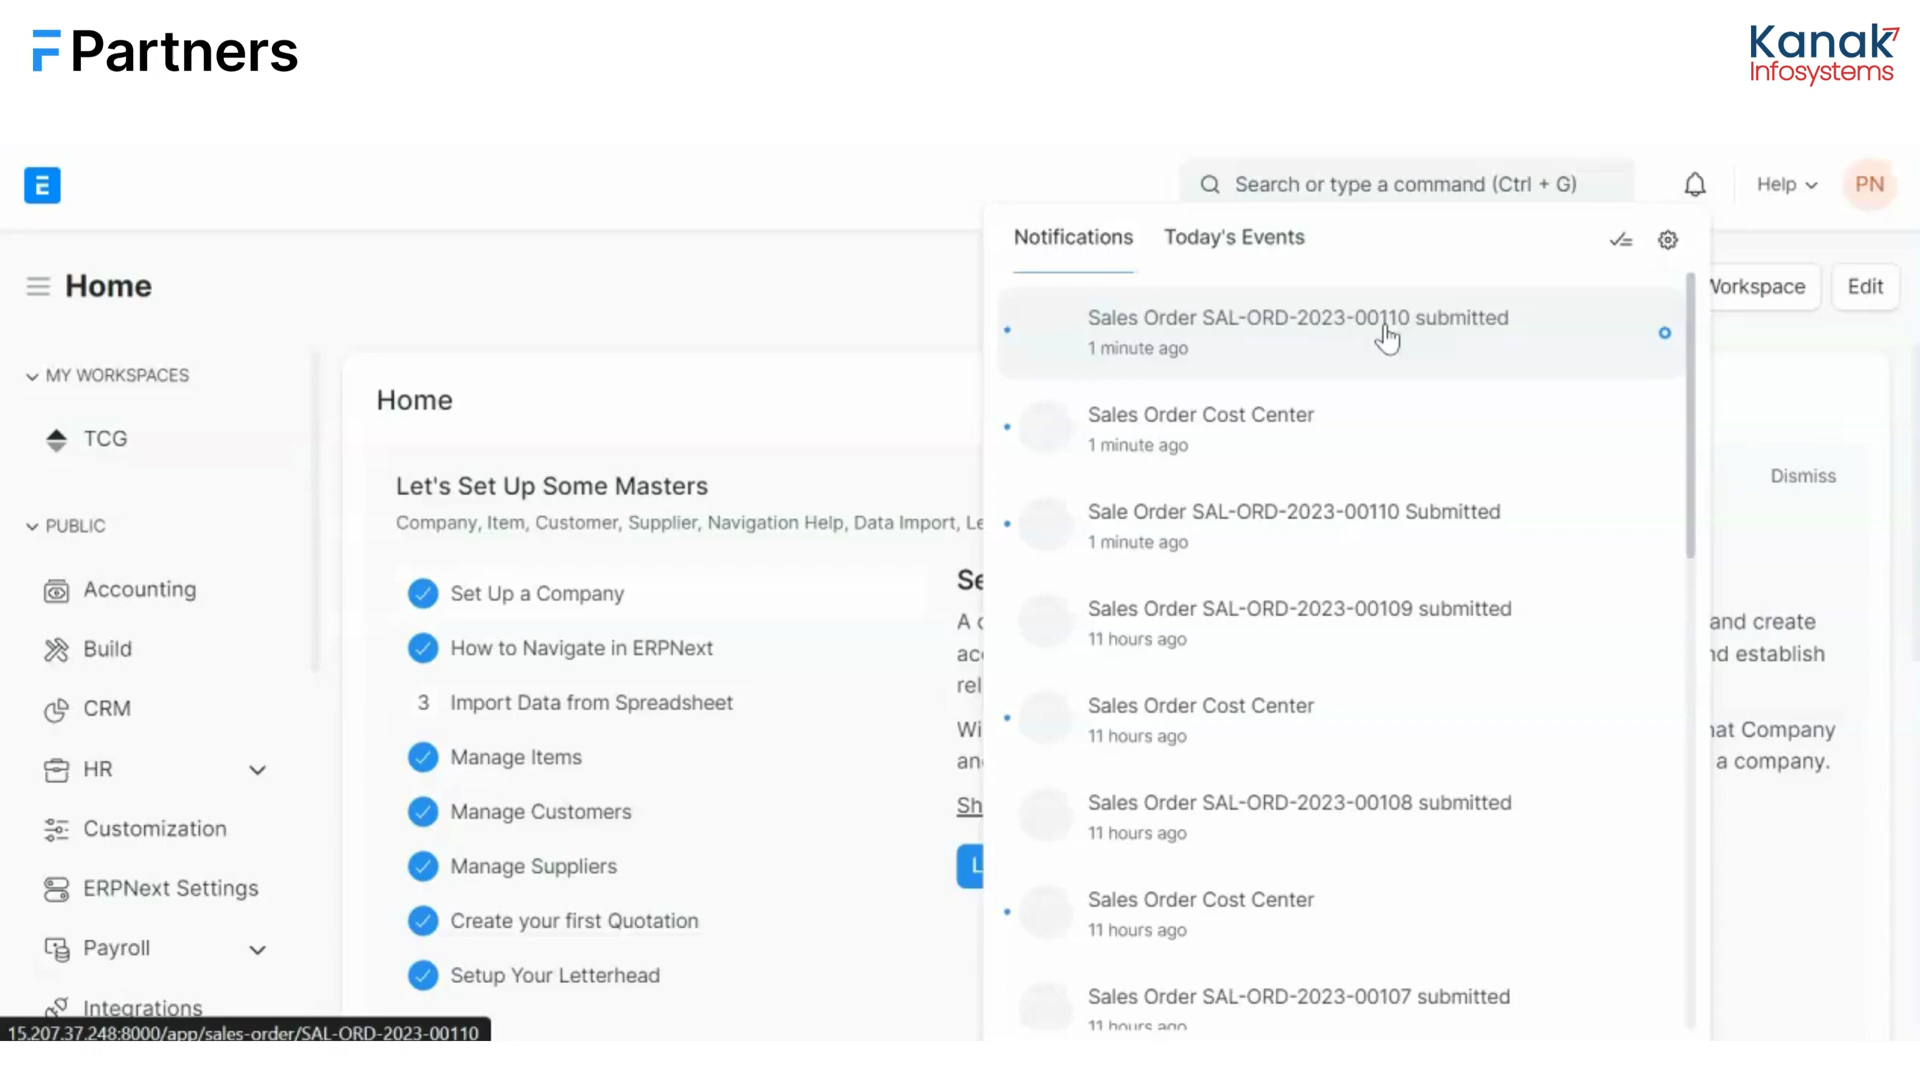 Partners
Kanak
Infosystems
E
Search or type a command (Ctrl + G)
Help
PN
Home
Notifications
Today's Events
Workspace
Edit
MY WORKSPACES
TCG
PUBLIC
Accounting
Build
CRM
HR
Customization
ERPNext Settings
Payroll
Integrations
Home
Let's Set Up Some Masters
Company, Item, Customer, Supplier, Navigation Help, Data Import, Le
Set Up a Company
How to Navigate in ERPNext
3 Import Data from Spreadsheet
Manage Items
Manage Customers
Manage Suppliers
Create your first Quotation
Setup Your Letterhead
Se
A
rel
Wi
Sh
L
Sales Order SAL-ORD-2023-00110 submitted
1 minute ago
Sales Order Cost Center
1 minute ago
Sale Order SAL-ORD-2023-00110 Submitted
1 minute ago
Sales Order SAL-ORD-2023-00109 submitted
11 hours ago
Sales Order Cost Center
11 hours ago
Sales Order SAL-ORD-2023-00108 submitted
11 hours ago
Sales Order Cost Center
11 hours ago
Sales Order SAL-ORD-2023-00107 submitted
11 hours ago
Dismiss
and create
establish
Company
a company.
15.207.37.248:8000/app/sales-order/SAL-ORD-2023-00110